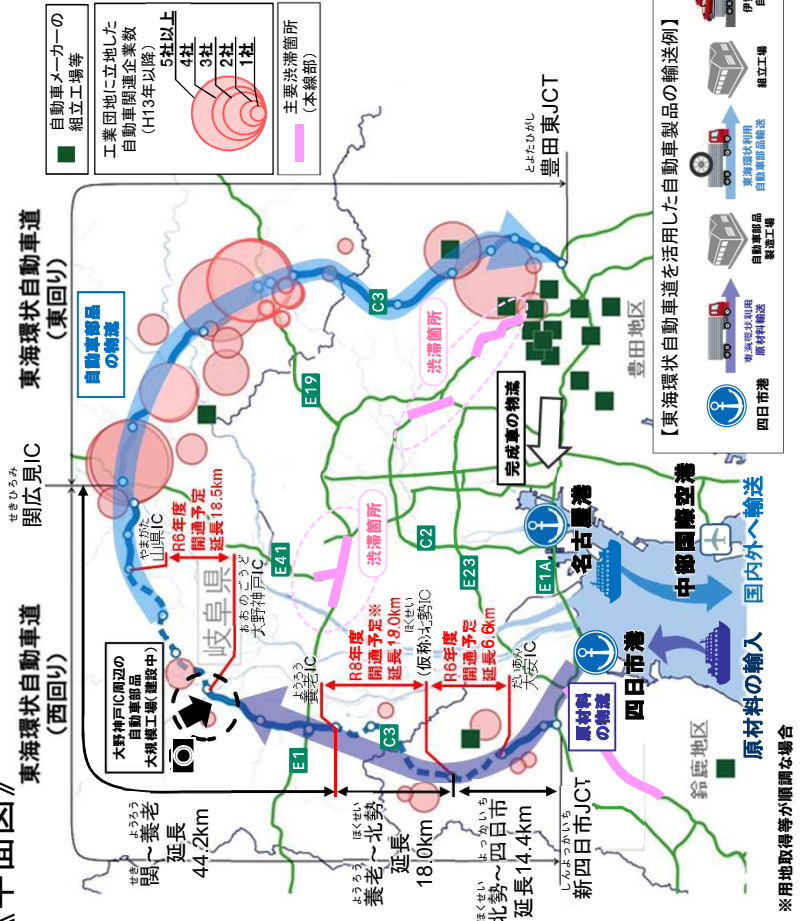 《平面図》
東海環状自動車道
(西回り)
せきひろみ
関広見IC
東海環状自動車道
(東回り)
自動車メーカーの
組立工場等
工業団地に立地した
自動車関連企業数
(H13年以降)
5社以上
4社
3社
2社
1社
主要渋滞箇所
(本線部)
大野神戸IC周辺の
自動車部品
大規模工場(建設中)
自動車部品
の物流
やまがた
山県IC
R6年度
開通予定
延長18.5km
岐阜県
おおのごうど
大野神戸IC
E41
E19
C3
とよたひがし
豊田東JCT
渋滞箇所
渋滞箇所
せき
ようろう
関~養老
延長
44.2km
E1
ようろう
養老IC
R8年度
開通予定※
延長18.0km
ほくせい
(仮称)北勢IC
C3
C2
E23
E1A
ようろう
ほくせい
養老~北勢
延長
18.0km
R6年度
開通予定
延長6.6km
だいあん
大安IC
完成車の物流
豊田地区
ほくせい
よっかいち
北勢~四日市
延長14.4km
しんよっかいち
新四日市JCT
原材料
の物流
四日市港
名古屋港
中部国際空港
鈴鹿地区
原材料の輸入
国内外へ輸送
【東海環状自動車道を活用した自動車製品の輸送例】
四日市港
東海環状利用
原材料輸送
自動車部品
製造工場
東海環状利用
自動車部品輸送
組立工場
※用地取得等が順調な場合